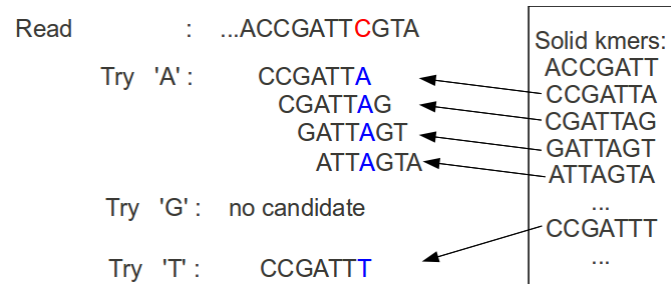 Read : ...ACCGATTCGTA
Try 'A' : CCGATTA
CGATTAG
GATTAGT
ATTAGTA
Try 'G' : no candidate
Try 'T' : CCGATTT
Solid kmers:
ACCGATT
CCGATTA
CGATTAG
GATTAGT
ATTAGTA
...
CCGATTT
...